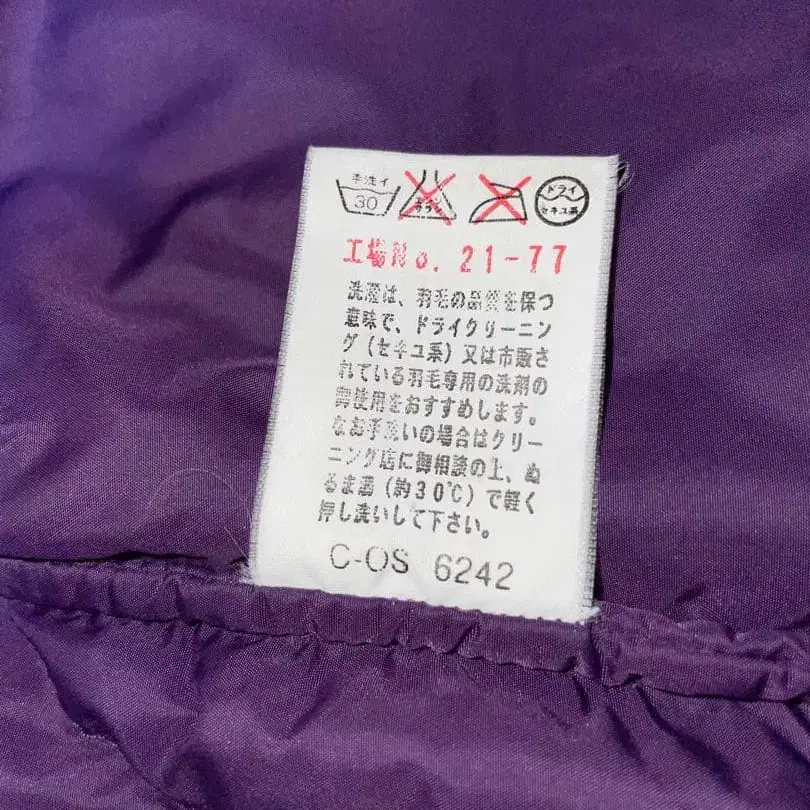 手洗イ
30
エンソサラシ
ドライ
セキユ系
工場No. 21-77
洗濯は、羽毛の品質を保つ
意味で、ドライクリーニン
グ(セキユ系)又は市販さ
れている羽毛専用の洗剤の
御使用をおすすめします。
なお手洗いの場合はクリー
ニング店に御相談の上、ぬ
るま湯(約30℃)で軽く
押し洗いして下さい。
C-OS 6242